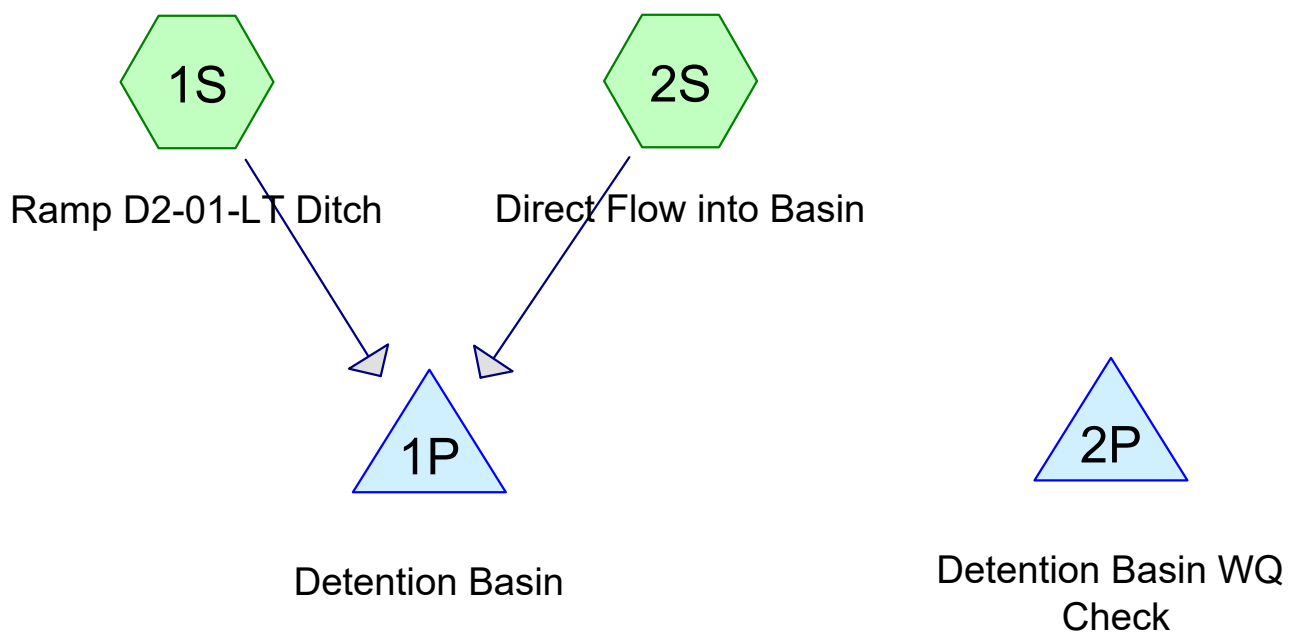 1S
2S
Ramp D2-01-LT Ditch
Direct Flow into Basin
1P
2P
Detention Basin
Detention Basin WQ
Check